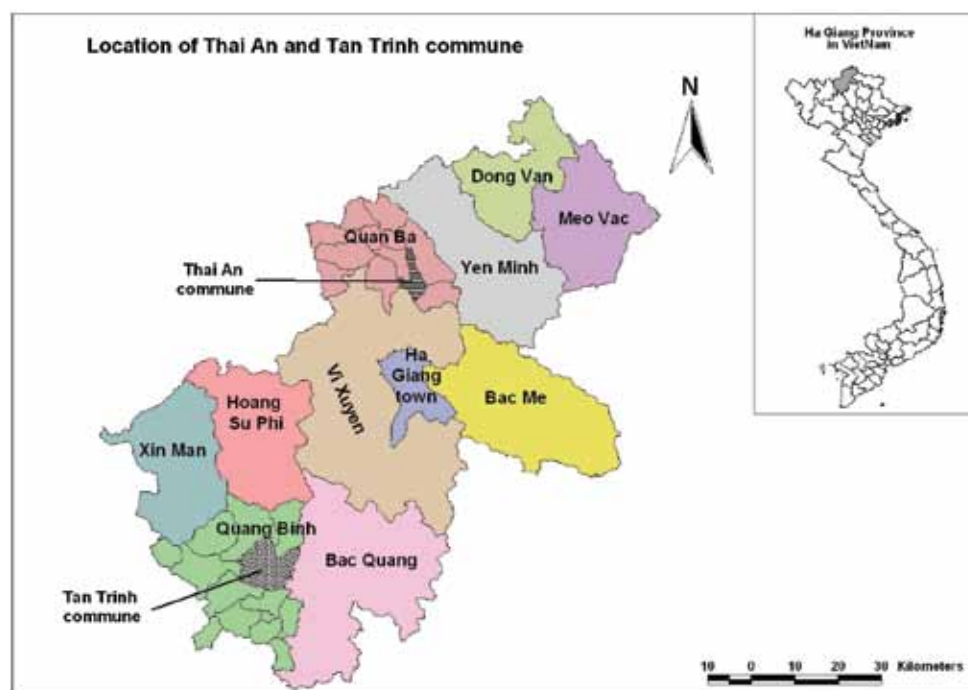 Location of Thai An and Tan Trinh commune
Ha Giang Province
in VietNam
N
Dong Van
Meo Vac
Quan Ba
Yen Minh
Thai An
commune
Ha
Giang
town
Vi Xuyen
Bac Me
Hoang
Su Phi
Xin Man
Quang Binh
Bac Quang
Tan Trinh
commune
10 0 10 20 30 Kilometers